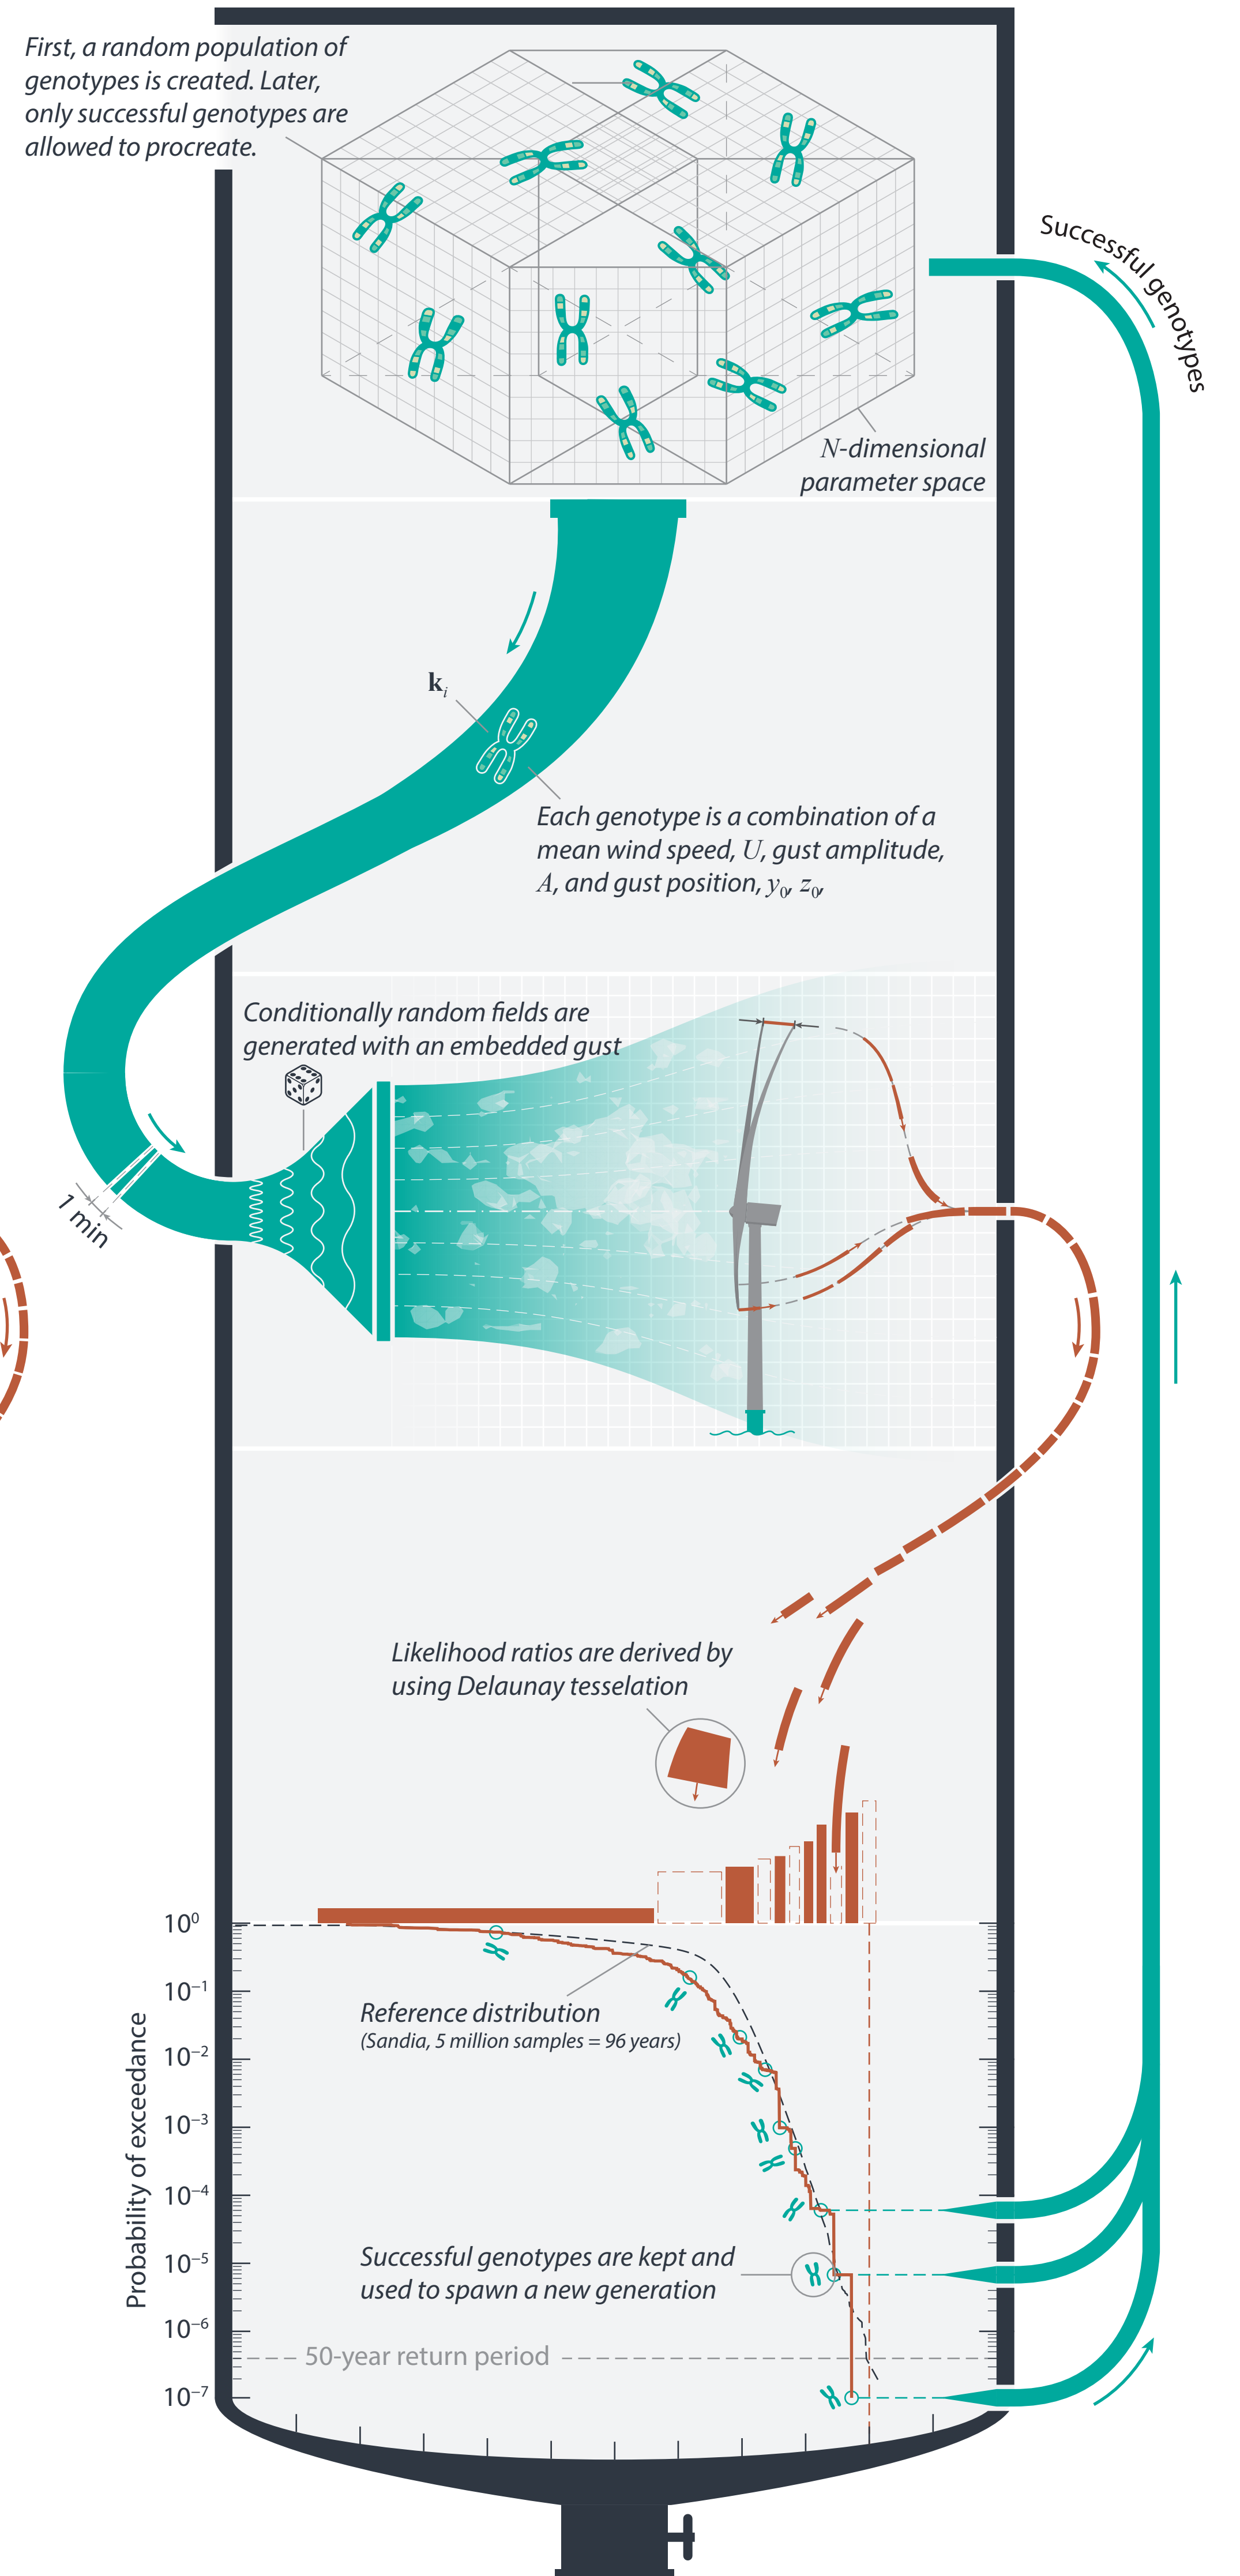 First, a random population of
genotypes is created. Later,
only successful genotypes are
allowed to procreate.
Successful genotypes
N-dimensional
parameter space
kᵢ
Each genotype is a combination of a
mean wind speed, U, gust amplitude,
A, and gust position, y₀, z₀,
Conditionally random fields are
generated with an embedded gust
1 min
Likelihood ratios are derived by
using Delaunay tesselation
Probability of exceedance
10⁰
10⁻¹
10⁻²
10⁻³
10⁻⁴
10⁻⁵
10⁻⁶
10⁻⁷
Reference distribution
(Sandia, 5 million samples = 96 years)
Successful genotypes are kept and
used to spawn a new generation
50-year return period